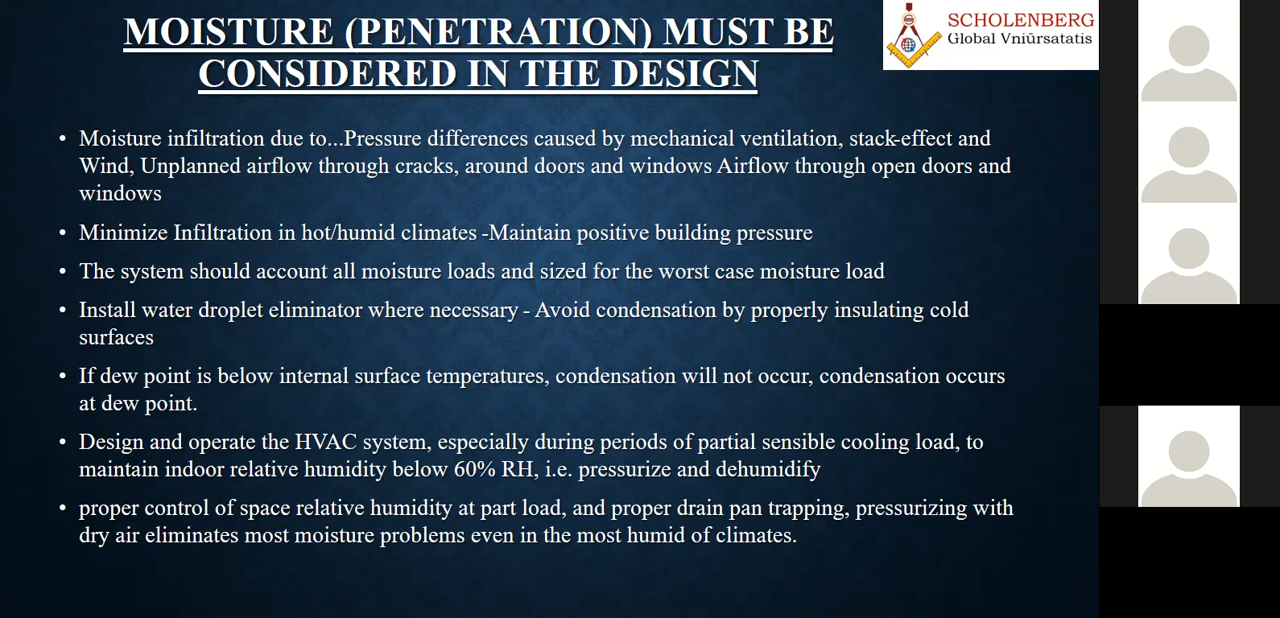 MOISTURE (PENETRATION) MUST BE
CONSIDERED IN THE DESIGN
SCHOLENBERG
Global Vniûrsatatis
• Moisture infiltration due to...Pressure differences caused by mechanical ventilation, stack-effect and
Wind, Unplanned airflow through cracks, around doors and windows Airflow through open doors and
windows
• Minimize Infiltration in hot/humid climates -Maintain positive building pressure
• The system should account all moisture loads and sized for the worst case moisture load
• Install water droplet eliminator where necessary - Avoid condensation by properly insulating cold
surfaces
• If dew point is below internal surface temperatures, condensation will not occur, condensation occurs
at dew point.
• Design and operate the HVAC system, especially during periods of partial sensible cooling load, to
maintain indoor relative humidity below 60% RH, i.e. pressurize and dehumidify
• proper control of space relative humidity at part load, and proper drain pan trapping, pressurizing with
dry air eliminates most moisture problems even in the most humid of climates.